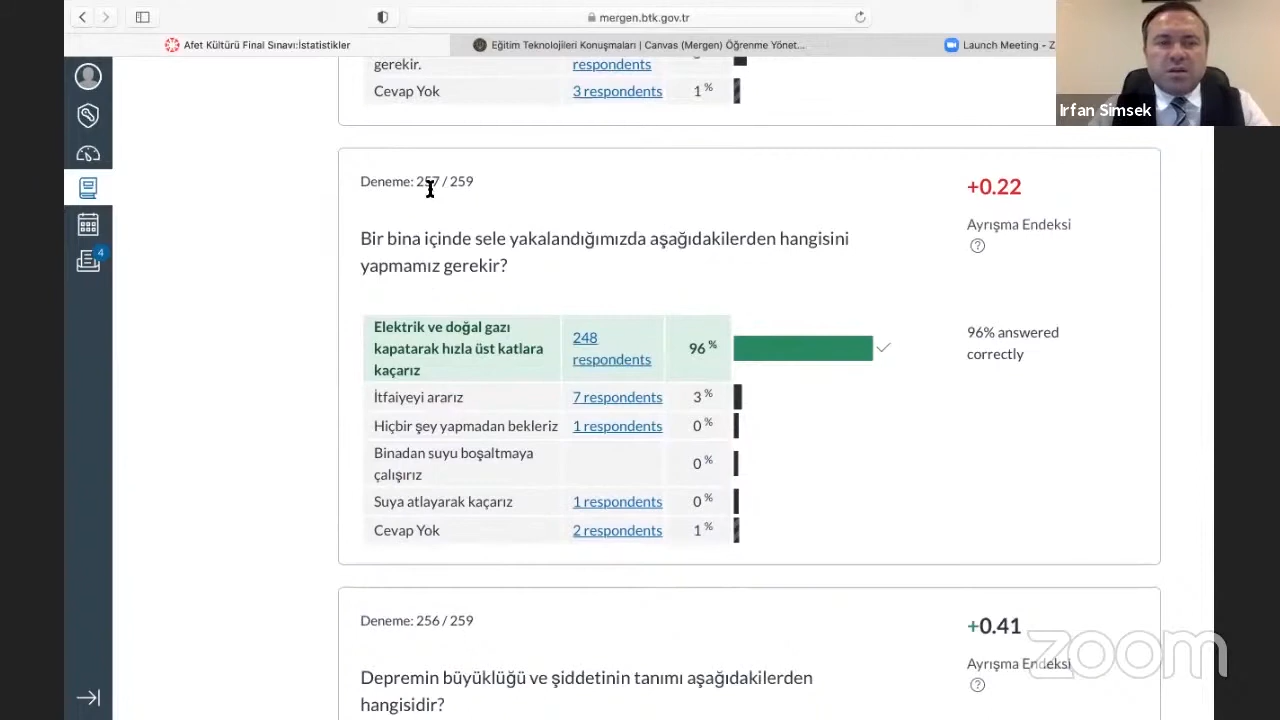 mergen.btk.gov.tr
Afet Kültürü Final Sınavı:İstatistikler
Eğitim Teknolojileri Konuşmaları | Canvas (Mergen) Öğrenme Yönet...
Launch Meeting - Z
Irfan Simsek
4
gerekir.
respondents
Cevap Yok 3 respondents 1 %
Deneme: 257 / 259
+0.22
Ayrışma Endeksi
?
Bir bina içinde sele yakalandığımızda aşağıdakilerden hangisini
yapmamız gerekir?
Elektrik ve doğal gazı
kapatarak hızla üst katlara
kaçarız
248
respondents
96 %
96% answered
correctly
İtfaiyeyi ararız 7 respondents 3 %
Hiçbir şey yapmadan bekleriz 1 respondents 0 %
Binadan suyu boşaltmaya
çalışırız
0 %
Suya atlayarak kaçarız 1 respondents 0 %
Cevap Yok 2 respondents 1 %
Deneme: 256 / 259
+0.41
Ayrışma Endeksi
?
Depremin büyüklüğü ve şiddetinin tanımı aşağıdakilerden
hangisidir?
zoom